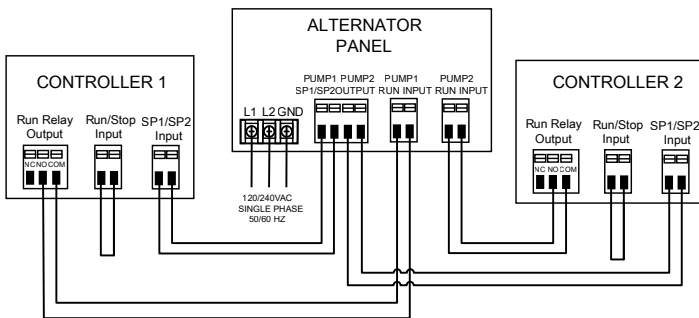 ALTERNATOR
PANEL
CONTROLLER 1
Run Relay
Output
Run/Stop
Input
SP1/SP2
Input
NC NO COM
L1 L2 GND
PUMP1 PUMP2
SP1/SP2 OUTPUT
PUMP1
RUN INPUT
PUMP2
RUN INPUT
120/240VAC
SINGLE PHASE
50/60 HZ
CONTROLLER 2
Run Relay
Output
Run/Stop
Input
SP1/SP2
Input
NC NO COM